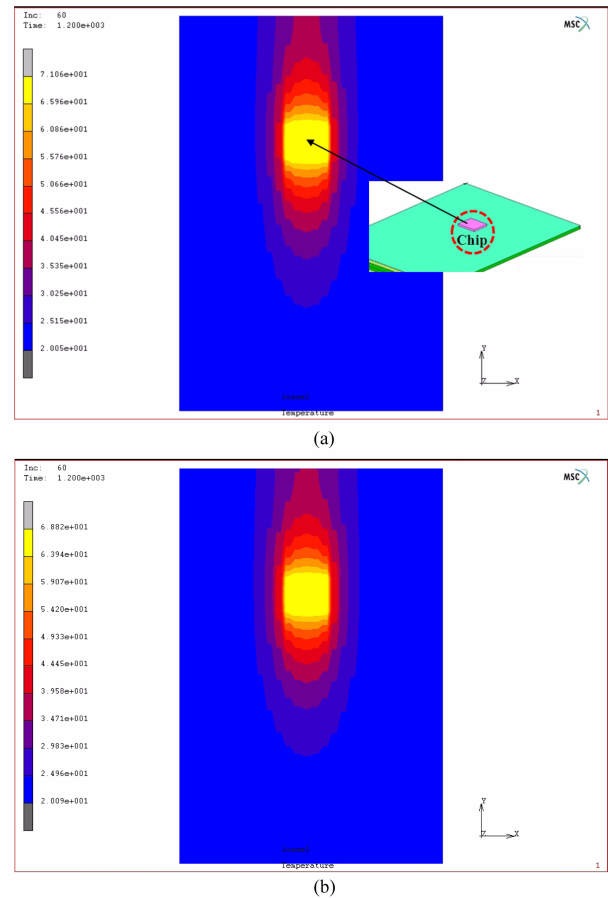 Inc: 60
Time: 1.200e+003
MSC
7.106e+001
6.596e+001
6.086e+001
5.576e+001
5.066e+001
4.556e+001
4.045e+001
3.535e+001
3.025e+001
2.515e+001
2.005e+001
Chip
Y
Z X
Temperature
1
(a)
Inc: 60
Time: 1.200e+003
MSC
6.882e+001
6.394e+001
5.907e+001
5.420e+001
4.933e+001
4.445e+001
3.958e+001
3.471e+001
2.983e+001
2.496e+001
2.009e+001
Y
Z X
Temperature
1
(b)